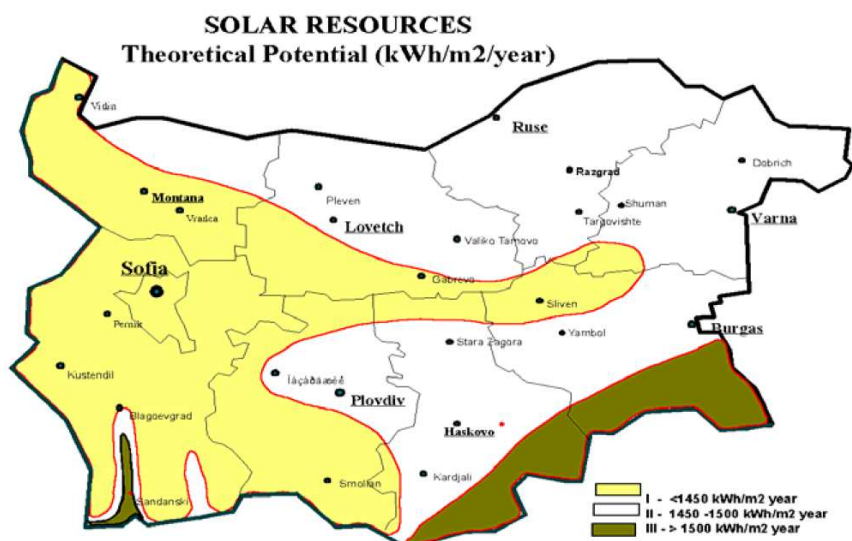 SOLAR RESOURCES
Theoretical Potential (kWh/m2/year)
Vidin
Ruse
Dobrich
Razgrad
Montana
Pleven
Vratca
Shuman
Targovishte
Varna
Lovetch
Valiko Tarnovo
Sofia
Gabrevo
Sliven
Pernik
Burgas
Yambol
Stara Zagora
Kustendil
Ïàçàðäæèê
Plovdiv
Blagoevgrad
Haskovo
Kardjali
Smolian
Sandanski
I - <1450 kWh/m2 year
II - 1450 -1500 kWh/m2 year
III - > 1500 kWh/m2 year